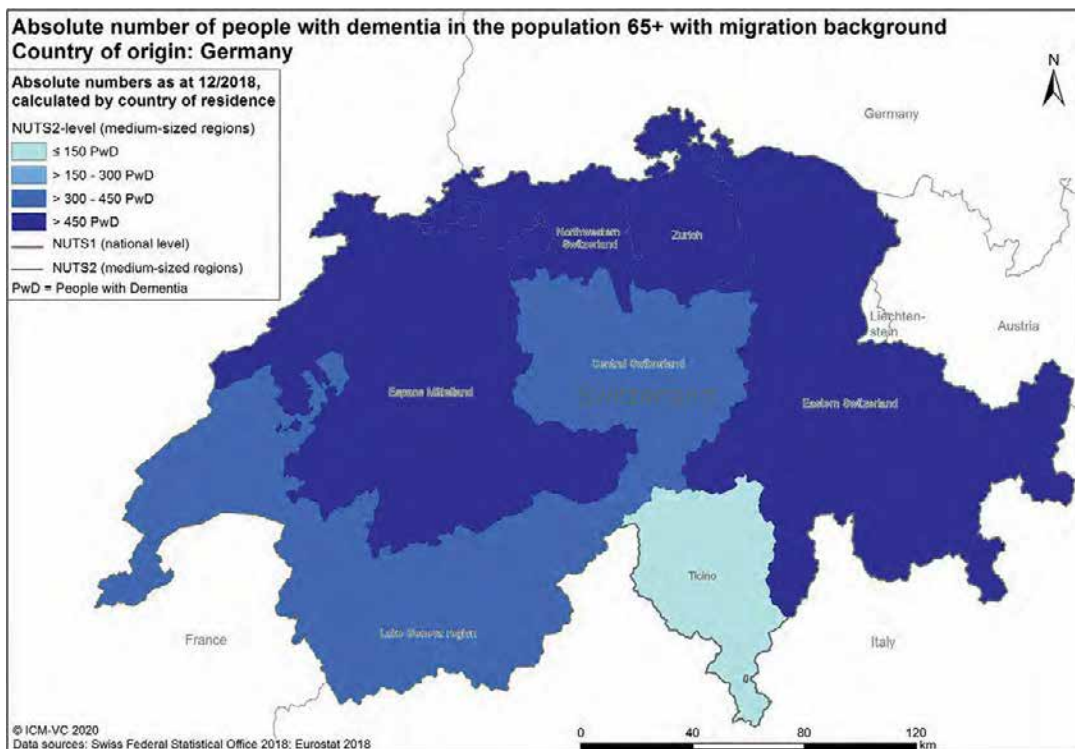 Absolute number of people with dementia in the population 65+ with migration background
Country of origin: Germany
Absolute numbers as at 12/2018,
calculated by country of residence
NUTS2-level (medium-sized regions)
≤ 150 PwD
> 150 - 300 PwD
> 300 - 450 PwD
> 450 PwD
NUTS1 (national level)
NUTS2 (medium-sized regions)
PwD = People with Dementia
N
Germany
Northwestern
Switzerland
Zurich
Liechten-
stein
Austria
Central Switzerland
Switzerland
Espace Mittelland
Eastern Switzerland
Ticino
Lake Geneva region
France
Italy
© ICM-VC 2020
Data sources: Swiss Federal Statistical Office 2018; Eurostat 2018
0 40 80 120
km